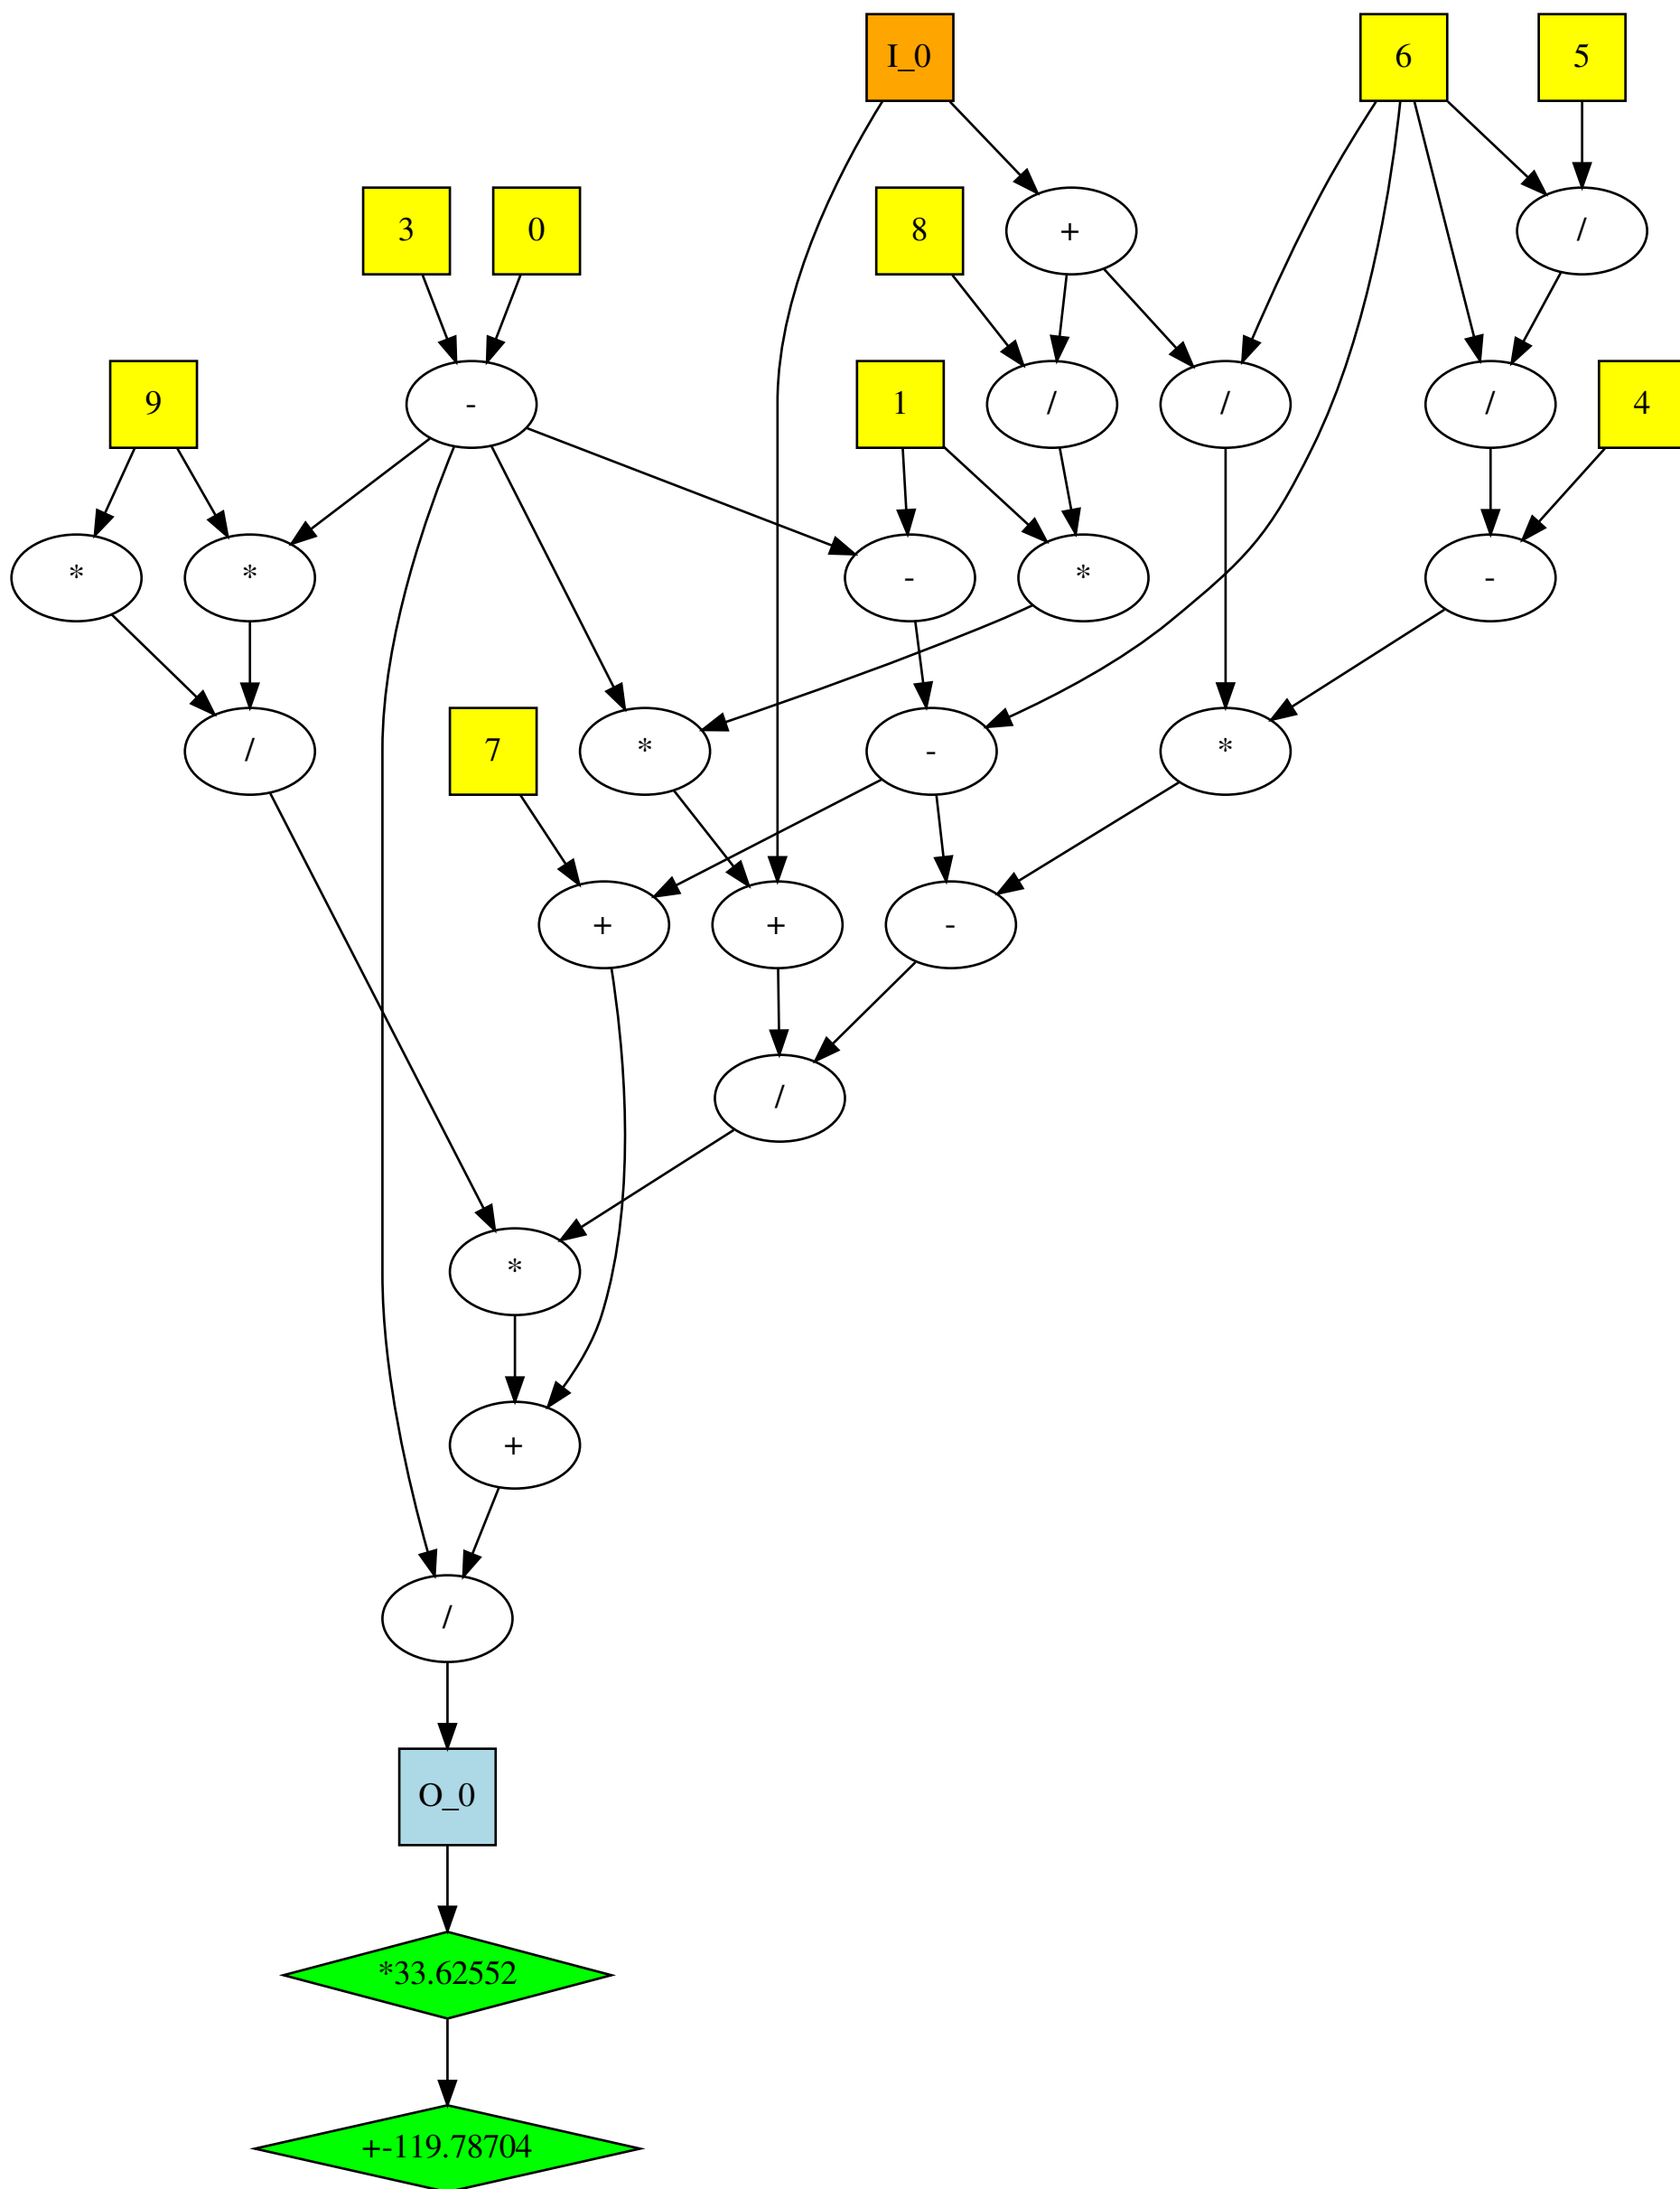 I_0 6 5
3 0 8 + /
9 - 1 / / / 4
* * - * -
/ 7 * - *
+ + -
/
*
+
/
O_0
*33.62552
+-119.78704